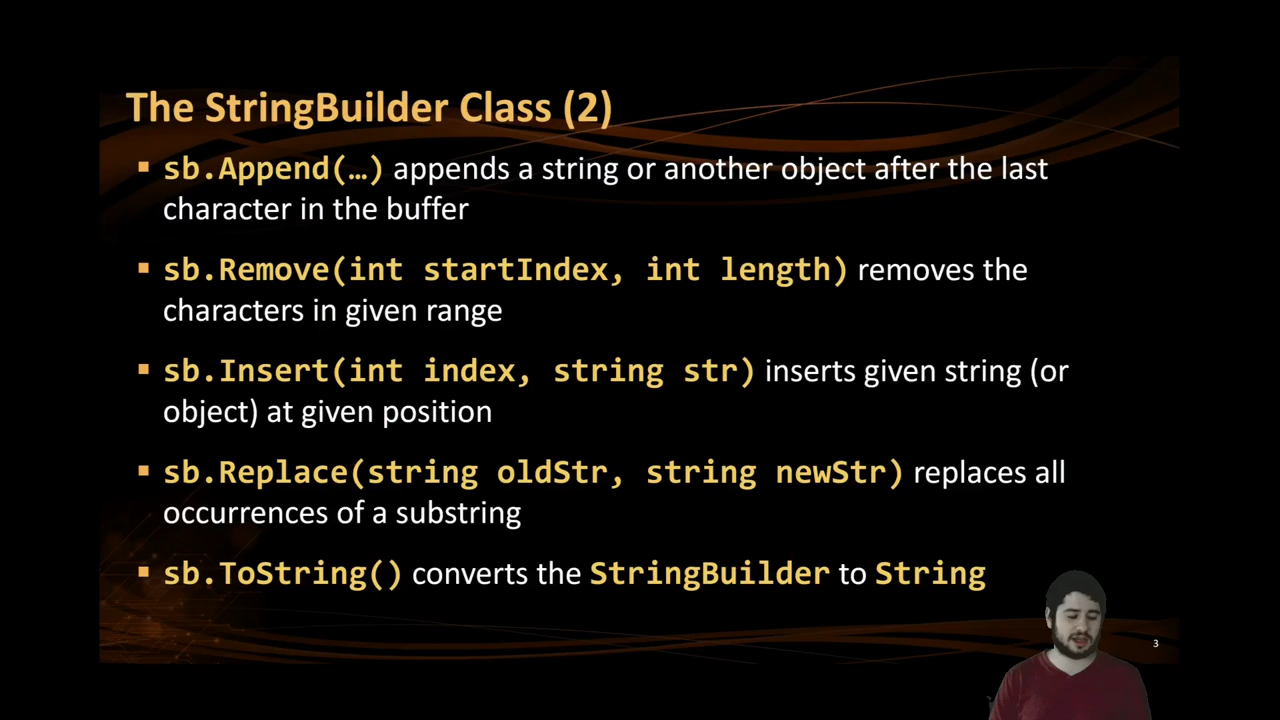 The StringBuilder Class (2)
▪ sb.Append(…) appends a string or another object after the last
character in the buffer
▪ sb.Remove(int startIndex, int length) removes the
characters in given range
▪ sb.Insert(int index, string str) inserts given string (or
object) at given position
▪ sb.Replace(string oldStr, string newStr) replaces all
occurrences of a substring
▪ sb.ToString() converts the StringBuilder to String
3